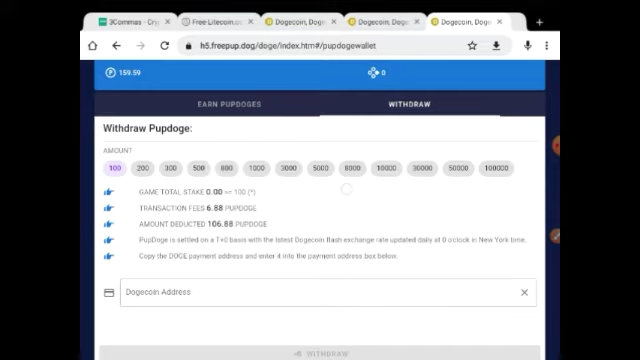 3Commas - Cry
Free-Litecoin.co
Dogecoin, Doge
Dogecoin, Doge
Dogecoin, Doge
h5.freepup.dog/doge/index.htm#/pupdogewallet
159.59
0
EARN PUPDOGES
WITHDRAW
Withdraw Pupdoge:
AMOUNT
100 200 300 500 800 1000 3000 5000 8000 10000 30000 50000 100000
GAME TOTAL STAKE 0.00 >= 100 (*)
TRANSACTION FEES 6.88 PUPDOGE
AMOUNT DEDUCTED 106.88 PUPDOGE
PupDoge is settled on a T+0 basis with the latest Dogecoin flash exchange rate updated daily at 0 o'clock in New York time.
Copy the DOGE payment address and enter it into the payment address box below.
Dogecoin Address
WITHDRAW